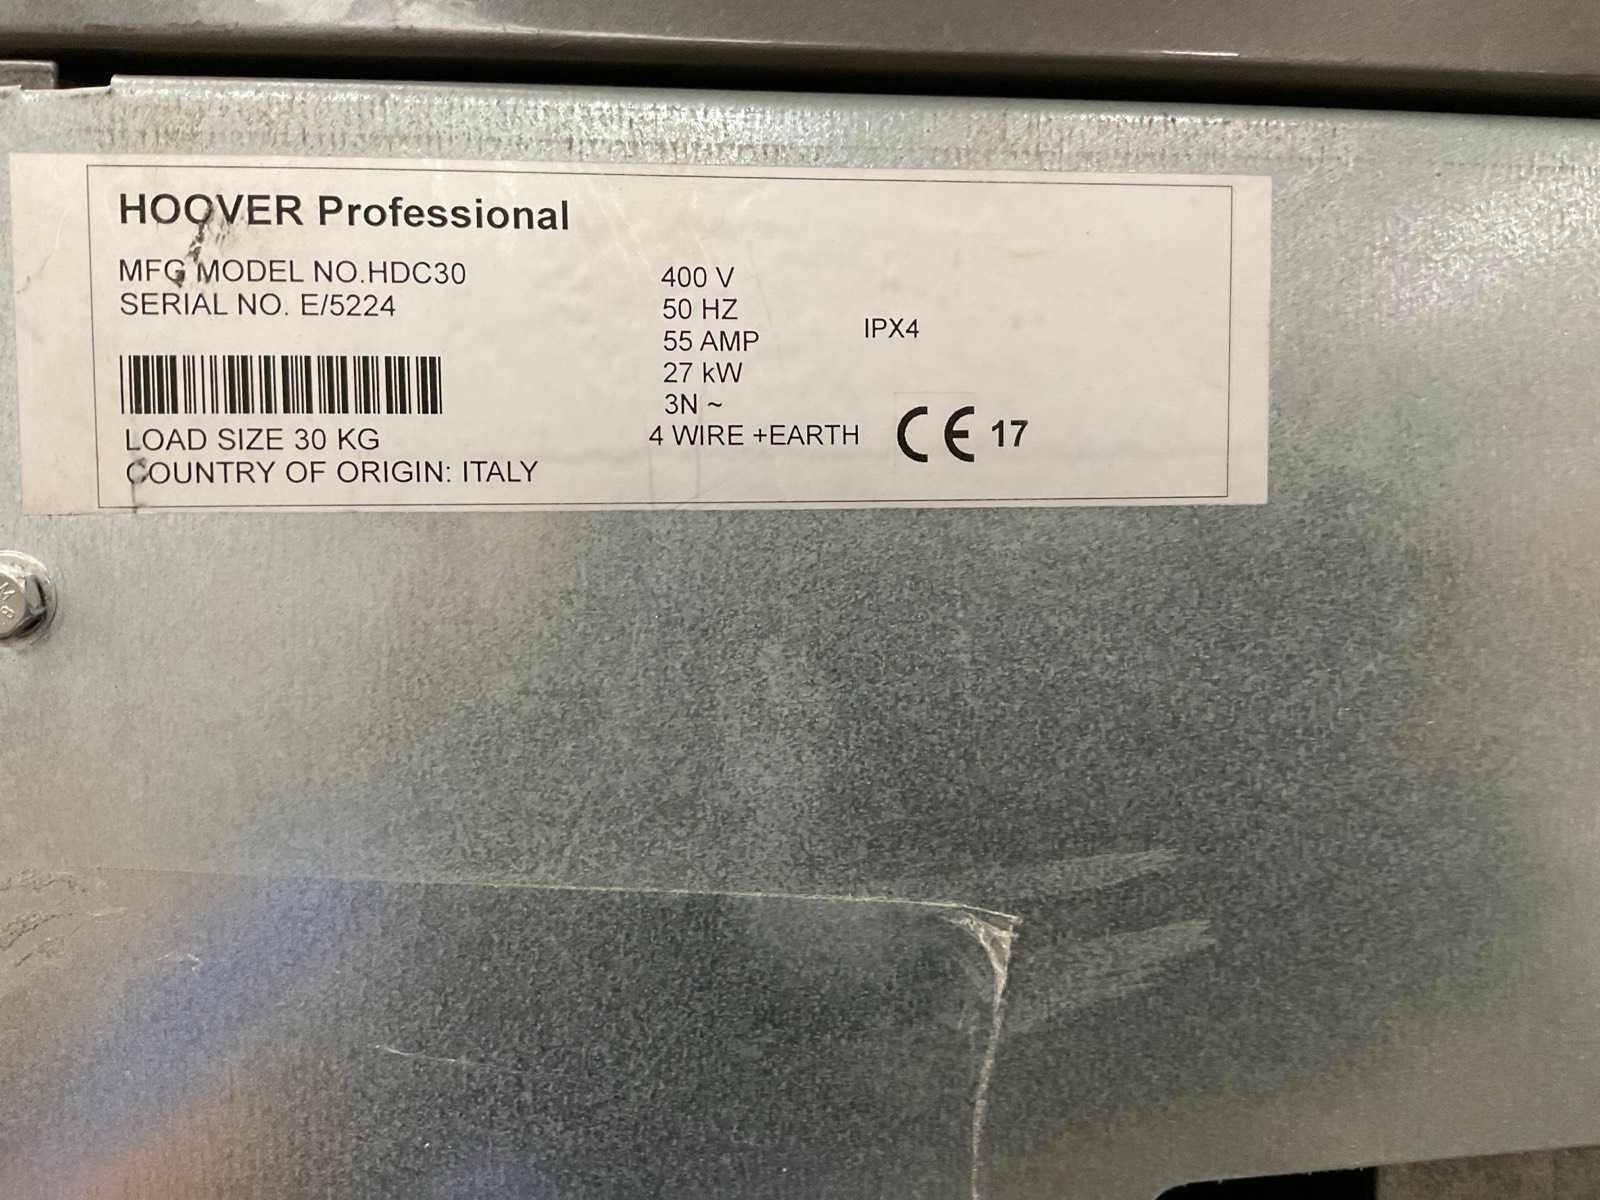 HOOVER Professional
MFG MODEL NO.HDC30
SERIAL NO. E/5224
LOAD SIZE 30 KG
COUNTRY OF ORIGIN: ITALY
400 V
50 HZ
55 AMP
27 kW
3N ~
4 WIRE +EARTH
IPX4
CE 17